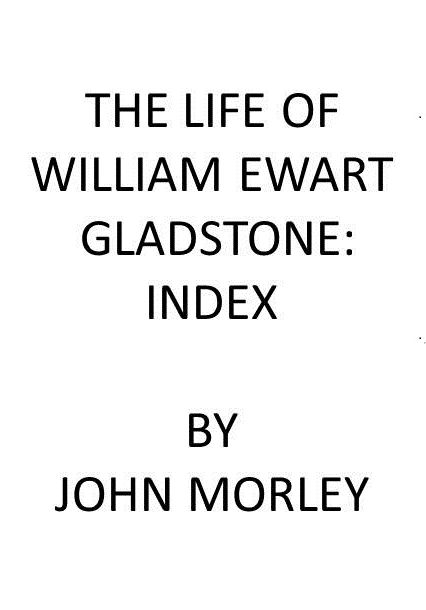 THE LIFE OF
WILLIAM EWART
GLADSTONE:
INDEX
BY
JOHN MORLEY